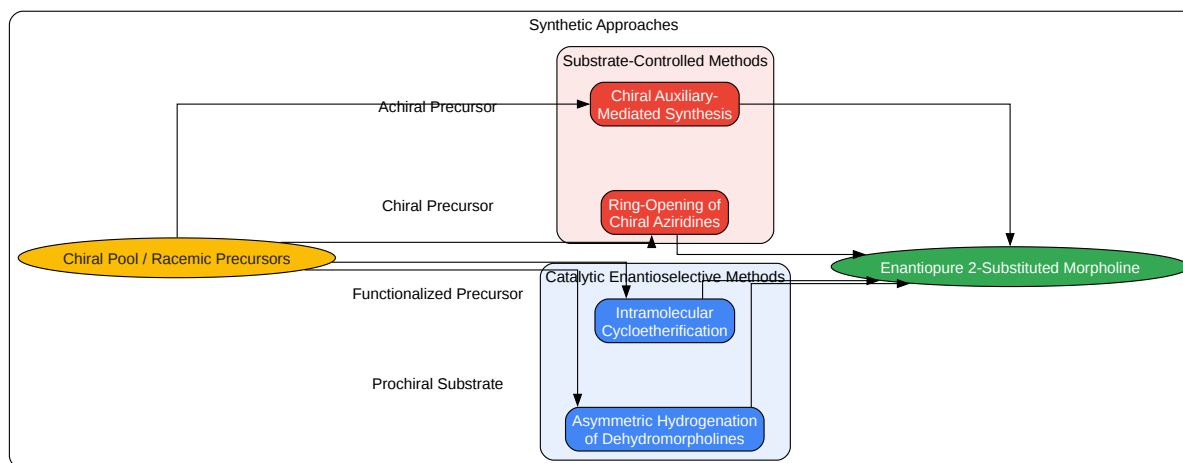 Synthetic Approaches
Substrate-Controlled Methods
Chiral Auxiliary-
Mediated Synthesis
Achiral Precursor
Ring-Opening of
Chiral Aziridines
Chiral Precursor
Chiral Pool / Racemic Precursors
Enantiopure 2-Substituted Morpholine
Catalytic Enantioselective Methods
Functionalized Precursor
Intramolecular
Cycloetherification
Prochiral Substrate
Asymmetric Hydrogenation
of Dehydromorpholines